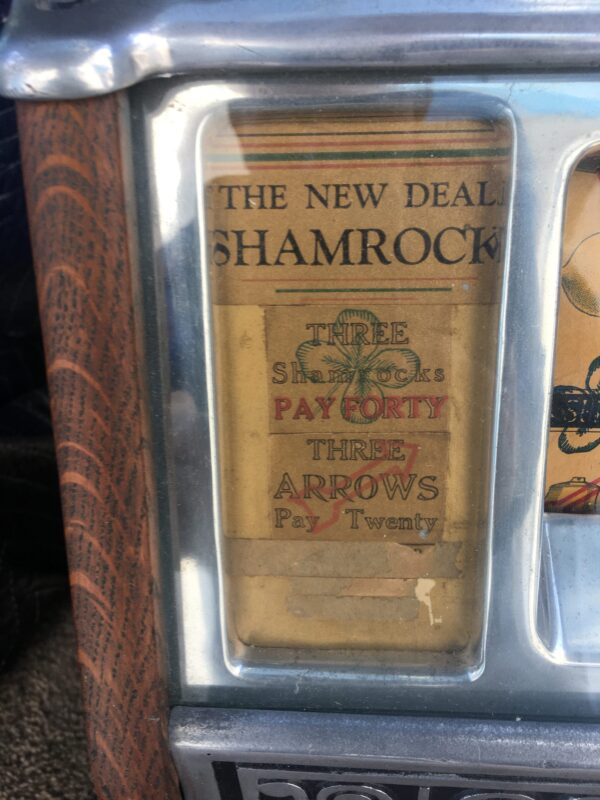 THE NEW DEAL
SHAMROCK
THREE
Shamrocks
PAY FORTY
THREE
ARROWS
Pay Twenty